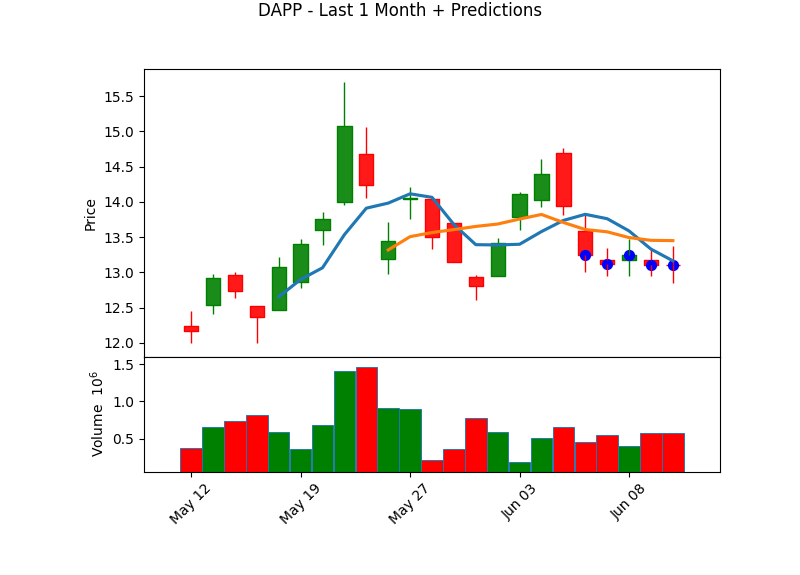 DAPP - Last 1 Month + Predictions
15.5
15.0
14.5
14.0
13.5
13.0
12.5
12.0
Price
1.5
1.0
0.5
Volume 10^6
May 12
May 19
May 27
Jun 03
Jun 08